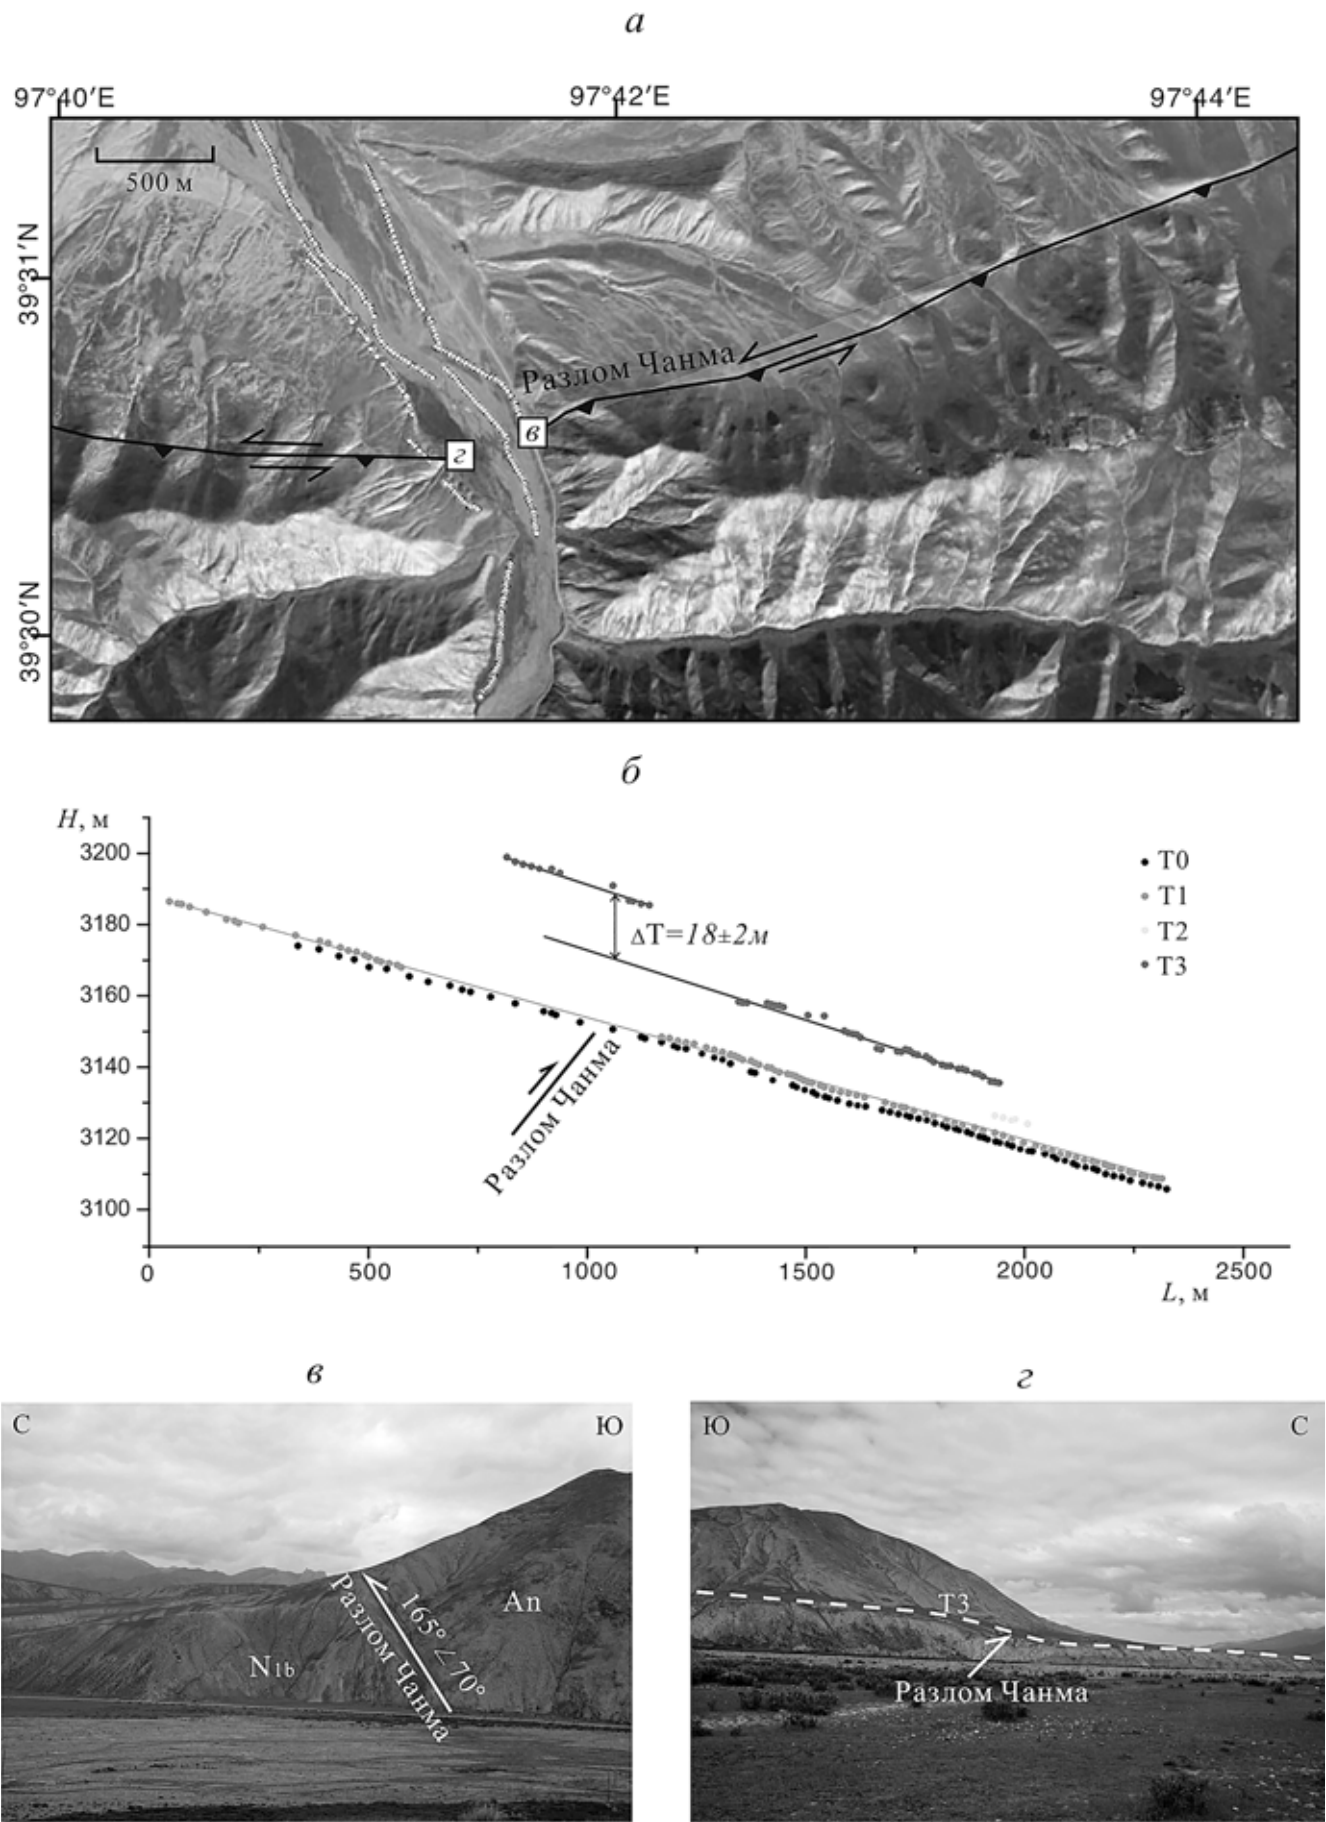 а
97°40′E 97°42′E 97°44′E
500 м
39°31′N
Разлом Чанма
в
г
39°30′N
б
H, м
3200
3180
3160
3140
3120
3100
T0
T1
T2
T3
ΔT=18±2м
Разлом Чанма
0 500 1000 1500 2000 2500
L, м
в
С Ю
An
N1b
165°∠70°
Разлом Чанма
г
Ю С
T3
Разлом Чанма